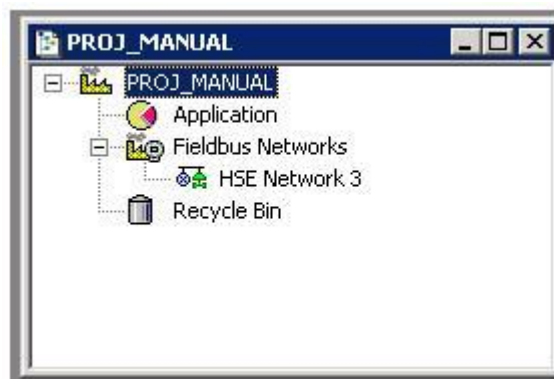 PROJ_MANUAL
PROJ_MANUAL
Application
Fieldbus Networks
HSE Network 3
Recycle Bin